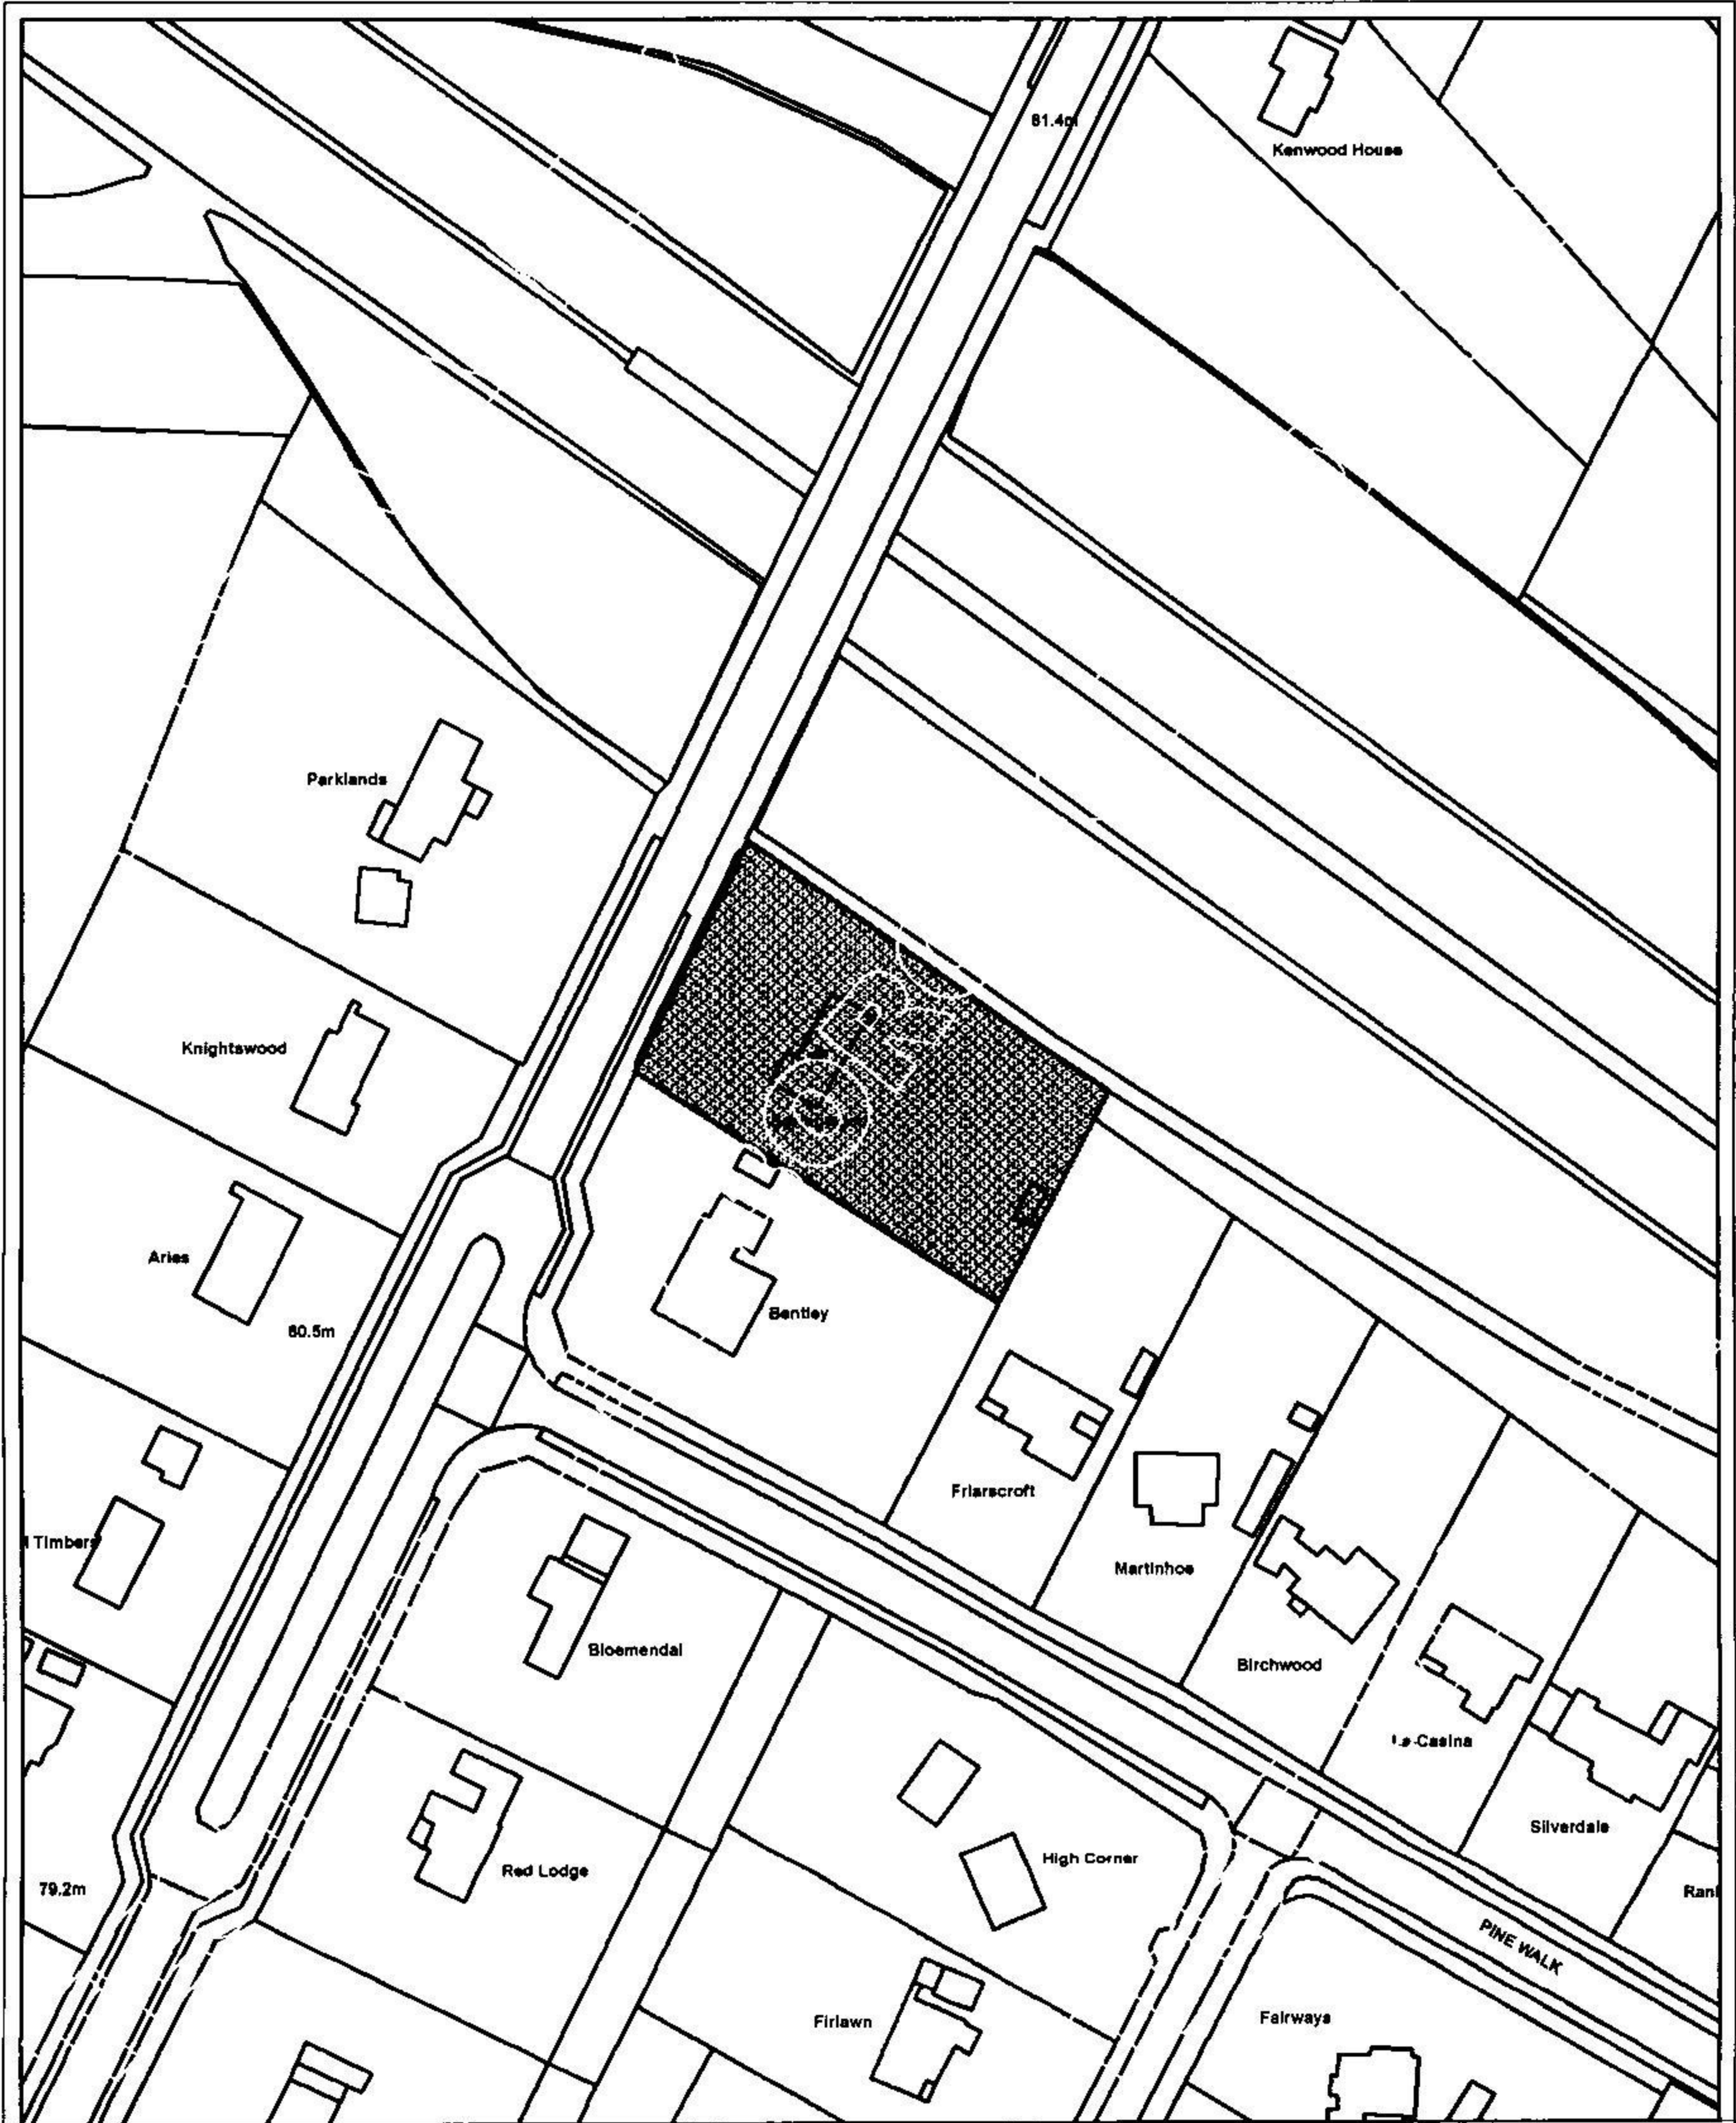 81.4m
Kenwood House
Parklands
Knightswood
Aries
80.5m
Bentley
Friarscroft
Timbers
Martinhoe
Bloemendal
Birchwood
La Casina
Silverdale
High Corner
Red Lodge
79.2m
PINE WALK
Firlawn
Fairways